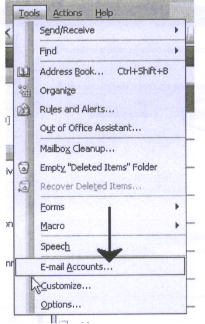 Tools Actions Help
Send/Receive
Find
Address Book... Ctrl+Shift+B
Organize
Rules and Alerts...
Out of Office Assistant...
Mailbox Cleanup...
Empty "Deleted Items" Folder
Recover Deleted Items...
Forms
Macro
Speech
E-mail Accounts...
Customize...
Options...